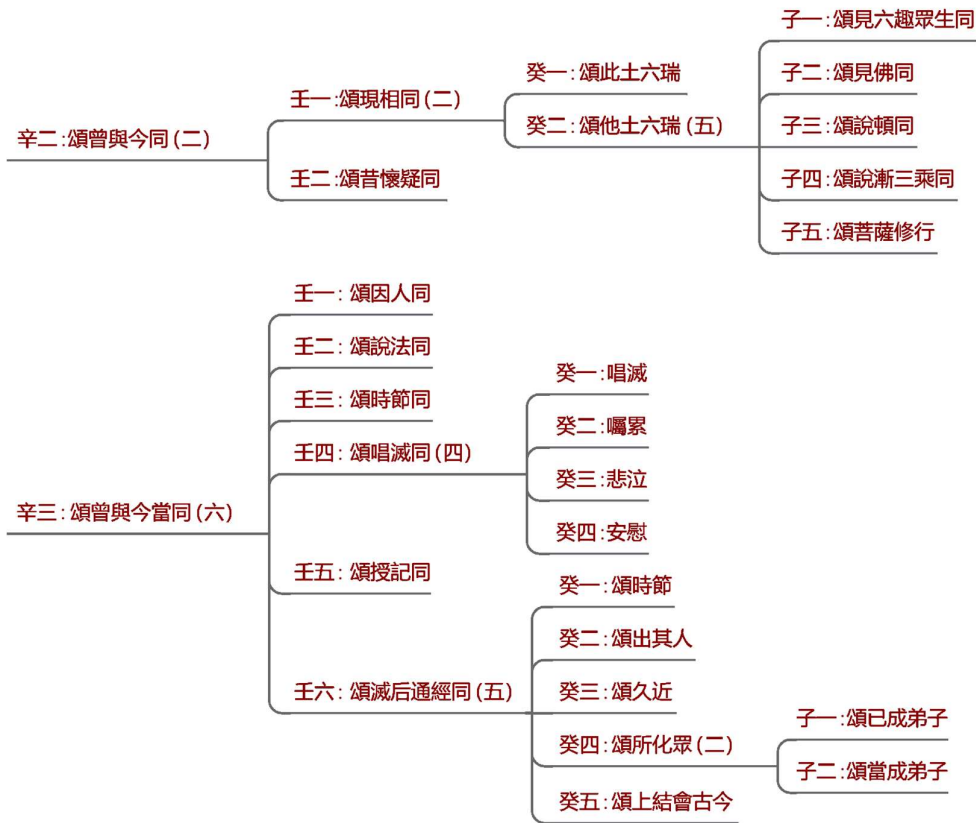 辛二:頌曾與今同(二)
壬一:頌現相同(二)
癸一:頌此土六瑞
癸二:頌他土六瑞(五)
子一:頌見六趣眾生同
子二:頌見佛同
子三:頌說頓同
子四:頌說漸三乘同
子五:頌菩薩修行
壬二:頌昔懷疑同
辛三:頌曾與今當同(六)
壬一:頌因人同
壬二:頌說法同
壬三:頌時節同
壬四:頌唱滅同(四)
癸一:唱滅
癸二:囑累
癸三:悲泣
癸四:安慰
壬五:頌授記同
壬六:頌滅后通經同(五)
癸一:頌時節
癸二:頌出其人
癸三:頌久近
癸四:頌所化眾(二)
子一:頌已成弟子
子二:頌當成弟子
癸五:頌上結會古今